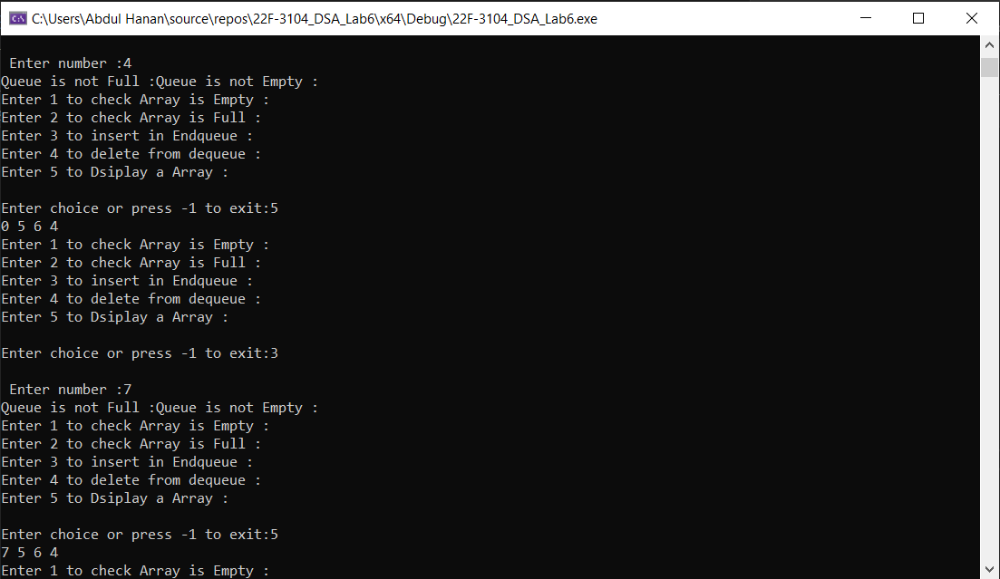 C:\Users\Abdul Hanan\source\repos\22F-3104_DSA_Lab6\x64\Debug\22F-3104_DSA_Lab6.exe
Enter number :4
Queue is not Full :Queue is not Empty :
Enter 1 to check Array is Empty :
Enter 2 to check Array is Full :
Enter 3 to insert in Endqueue :
Enter 4 to delete from dequeue :
Enter 5 to Dsiplay a Array :
Enter choice or press -1 to exit:5
0 5 6 4
Enter 1 to check Array is Empty :
Enter 2 to check Array is Full :
Enter 3 to insert in Endqueue :
Enter 4 to delete from dequeue :
Enter 5 to Dsiplay a Array :
Enter choice or press -1 to exit:3
Enter number :7
Queue is not Full :Queue is not Empty :
Enter 1 to check Array is Empty :
Enter 2 to check Array is Full :
Enter 3 to insert in Endqueue :
Enter 4 to delete from dequeue :
Enter 5 to Dsiplay a Array :
Enter choice or press -1 to exit:5
7 5 6 4
Enter 1 to check Array is Empty :